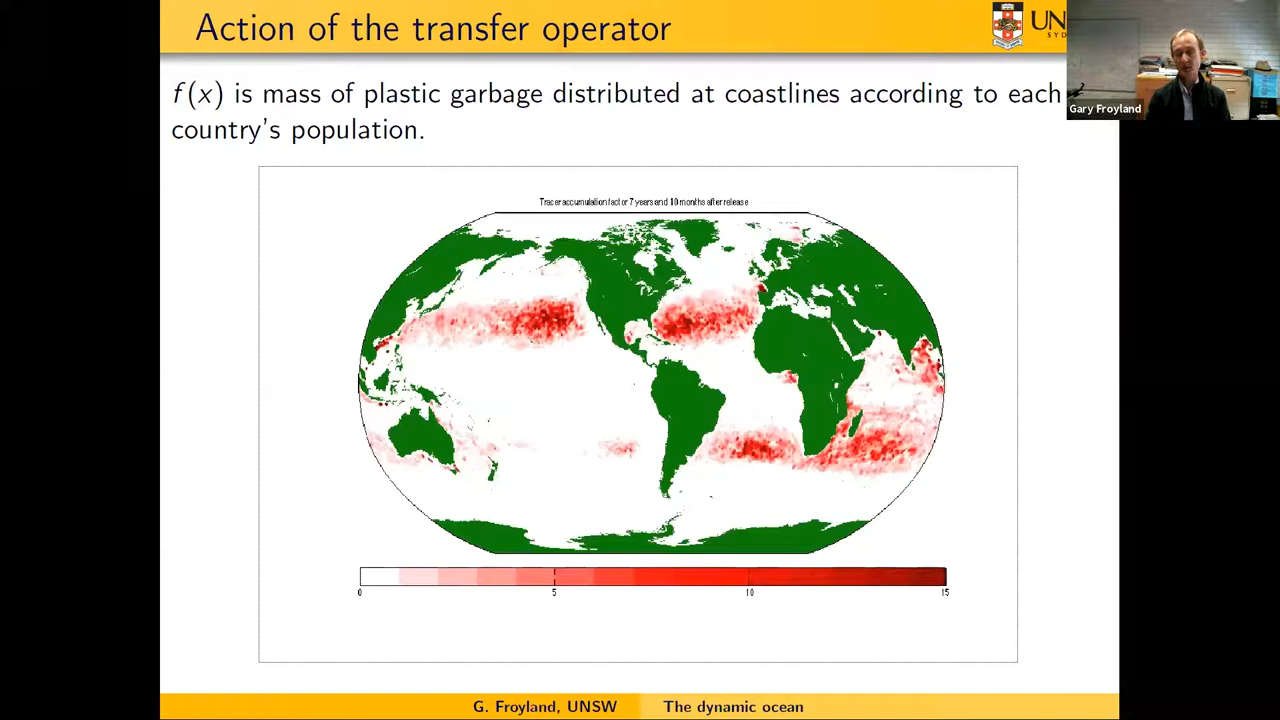 Action of the transfer operator
UN
SYD
Gary Froyland
f(x) is mass of plastic garbage distributed at coastlines according to each
country's population.
Tracer accumulation factor 7 years and 10 months after release
0 5 10 15
G. Froyland, UNSW The dynamic ocean